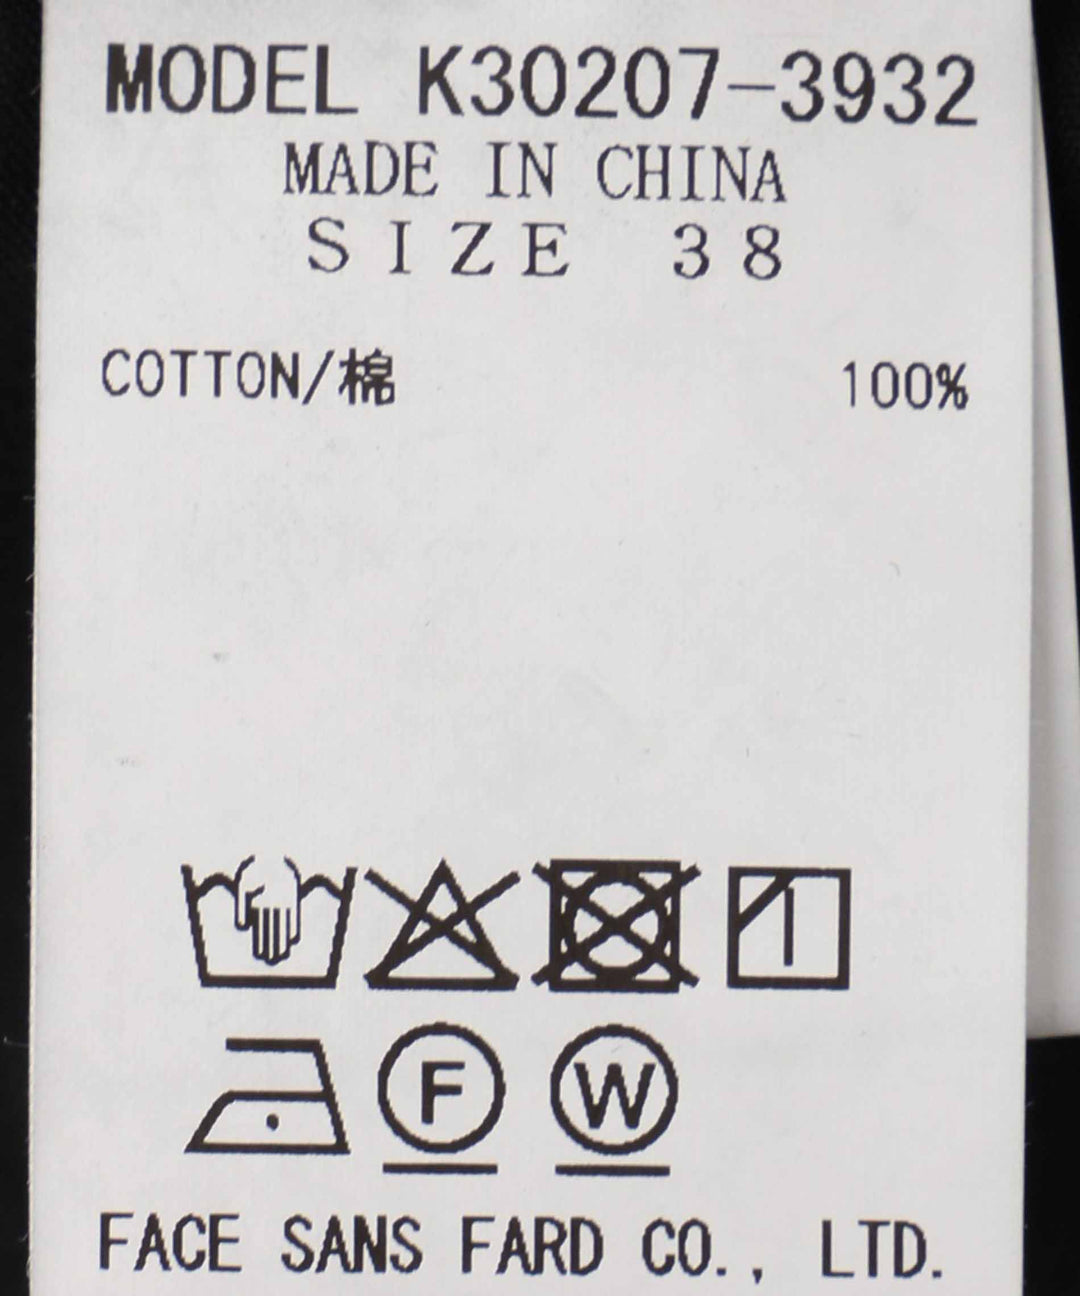 MODEL K30207-3932
MADE IN CHINA
SIZE 38
COTTON/棉 100%
F W
FACE SANS FARD CO., LTD.